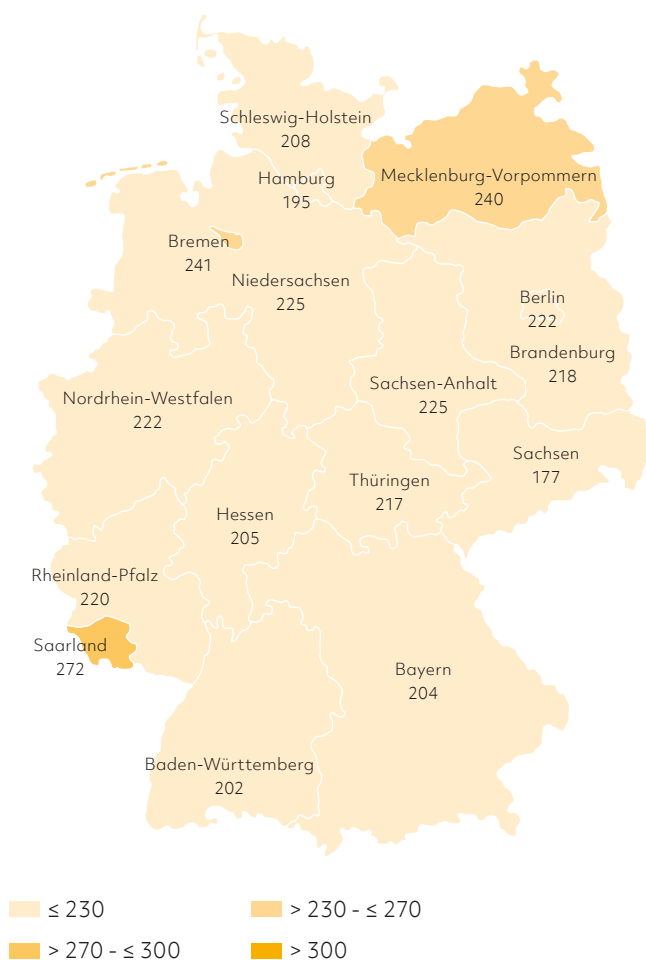 Schleswig-Holstein
208
Hamburg
195
Mecklenburg-Vorpommern
240
Bremen
241
Niedersachsen
225
Berlin
222
Brandenburg
218
Sachsen-Anhalt
225
Nordrhein-Westfalen
222
Sachsen
177
Thüringen
217
Hessen
205
Rheinland-Pfalz
220
Saarland
272
Bayern
204
Baden-Württemberg
202
≤ 230
> 230 - ≤ 270
> 270 - ≤ 300
> 300